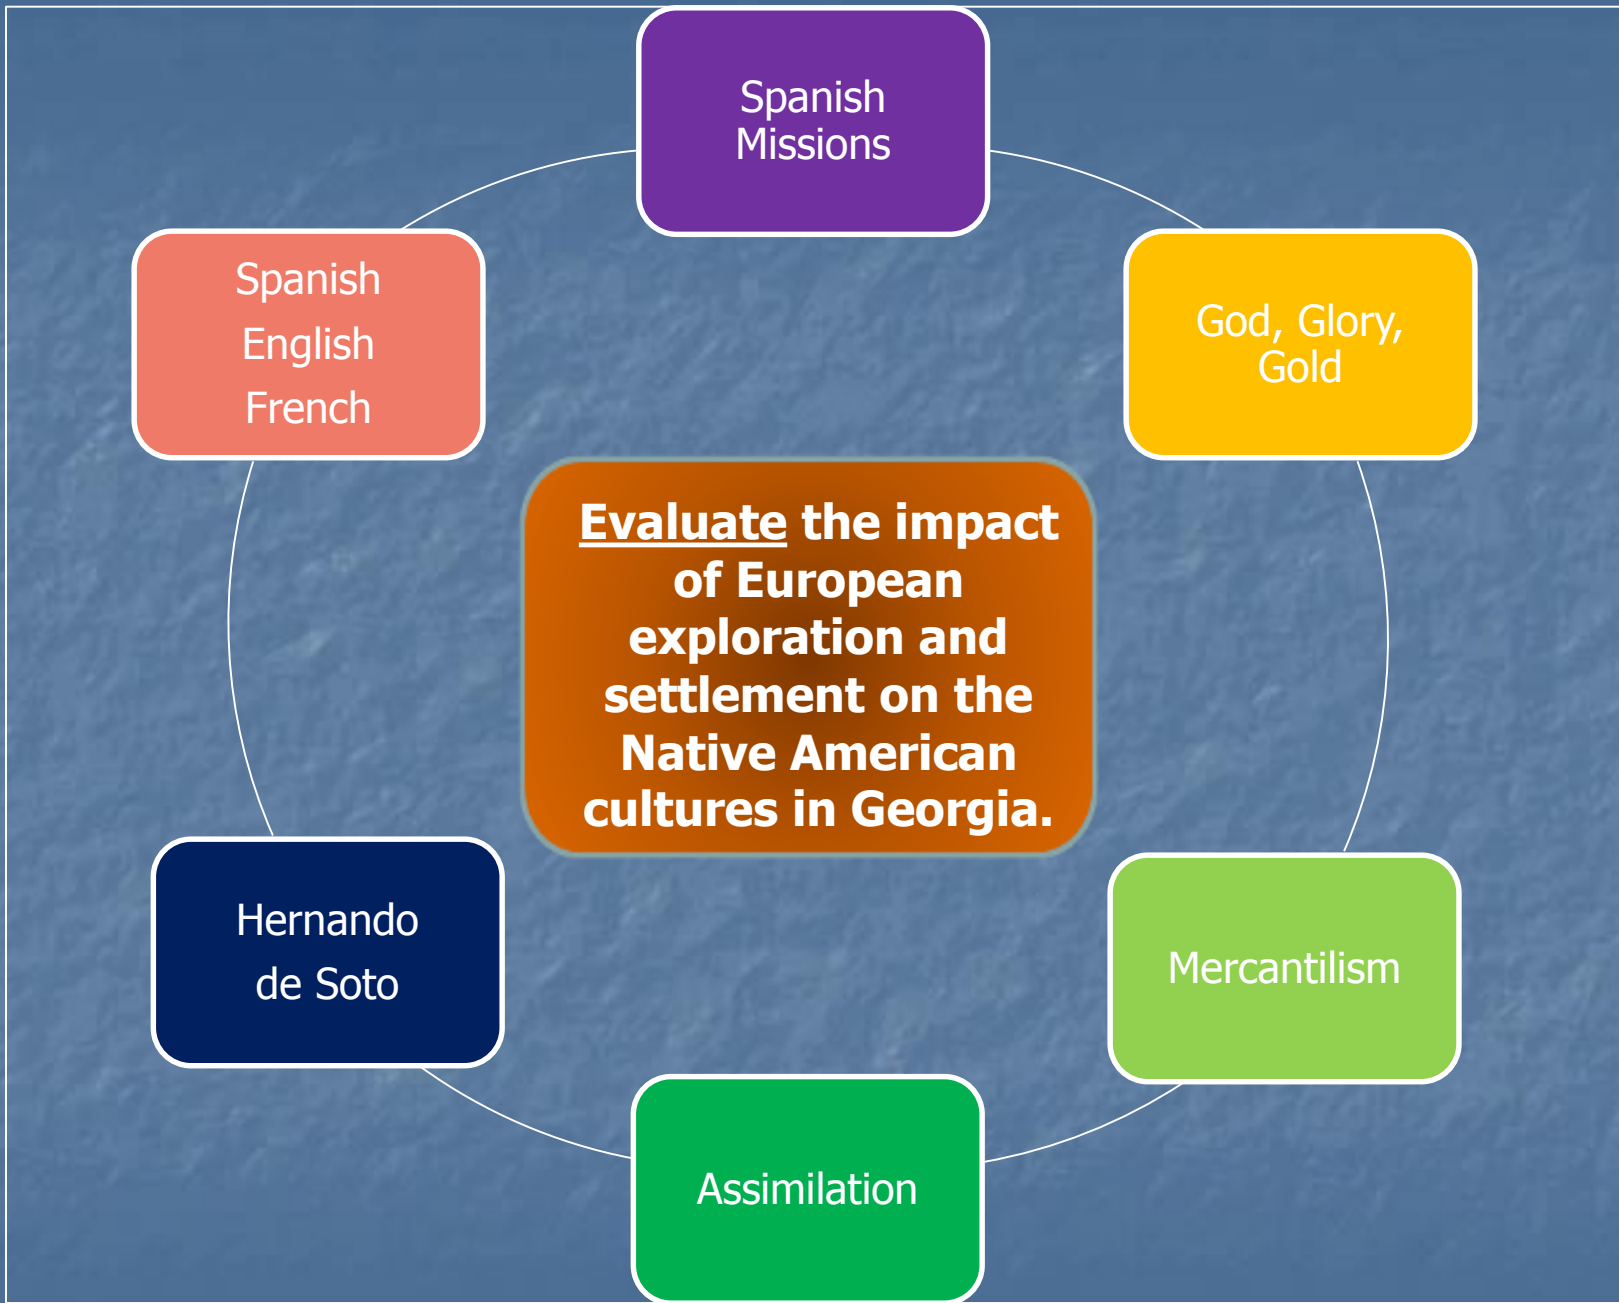 Spanish
Missions
God, Glory,
Gold
Mercantilism
Assimilation
Hernando
de Soto
Spanish
English
French
Evaluate the impact
of European
exploration and
settlement on the
Native American
cultures in Georgia.